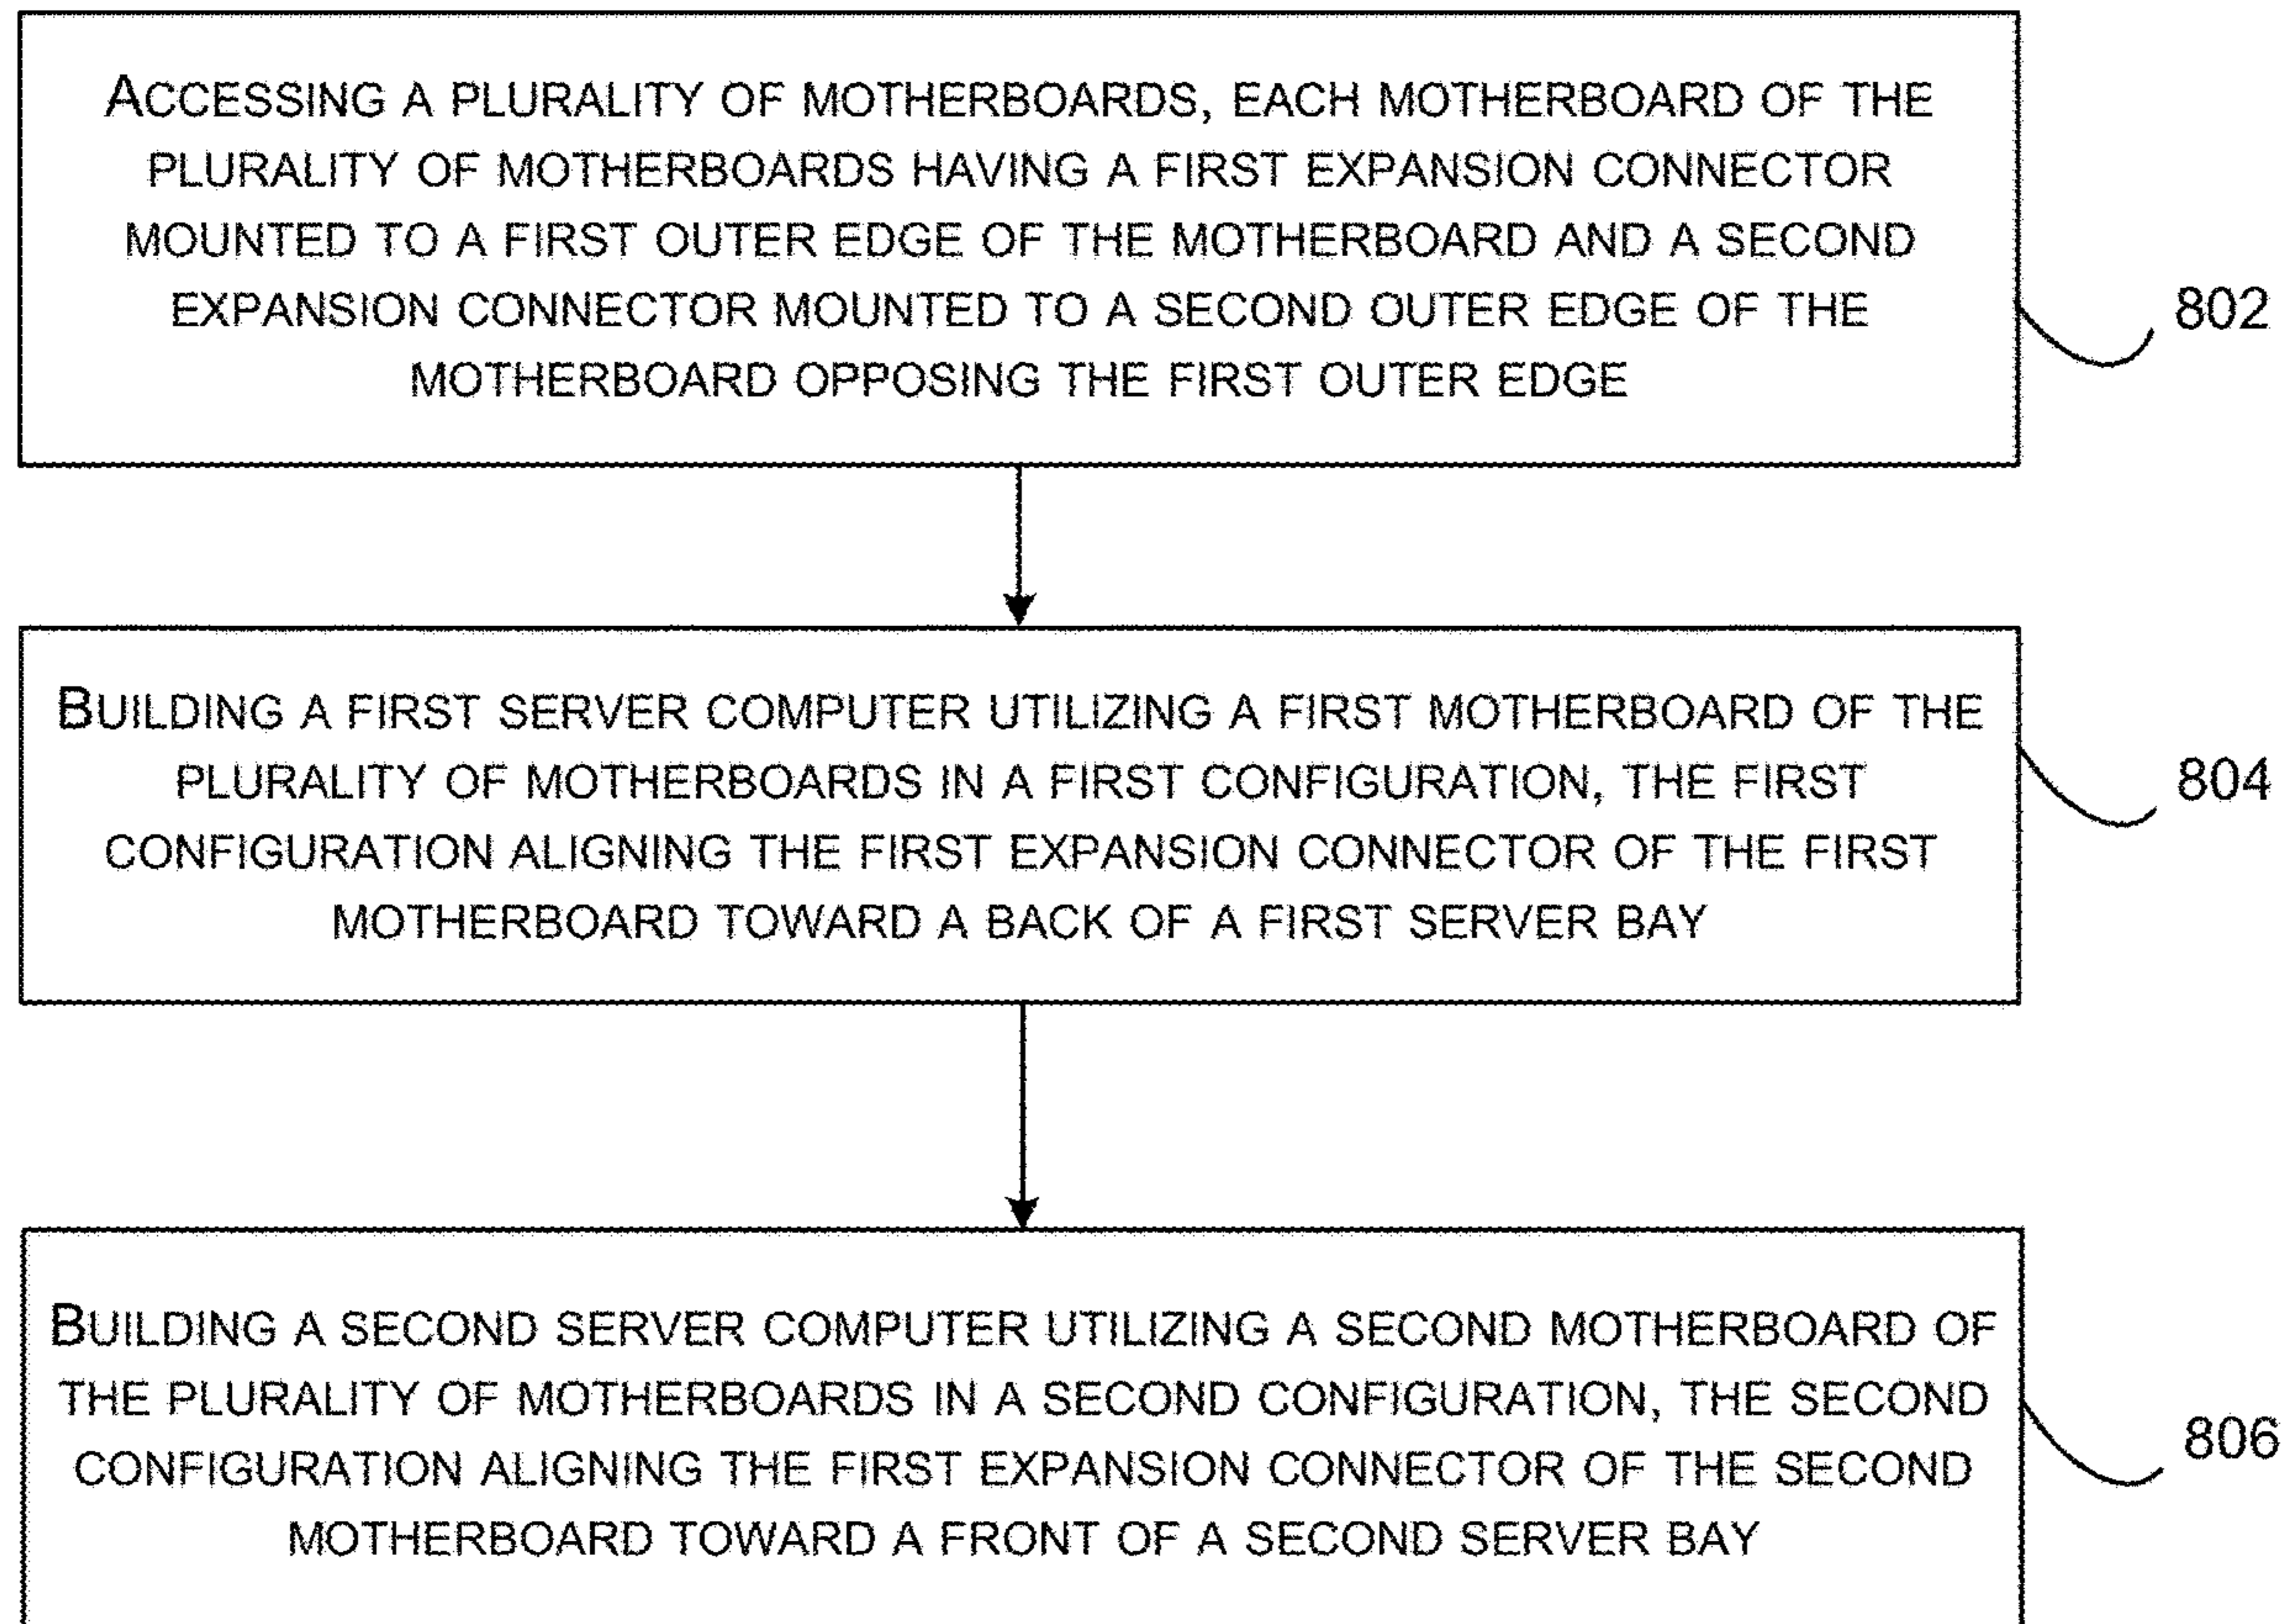 ACCESSING A PLURALITY OF MOTHERBOARDS, EACH MOTHERBOARD OF THE
PLURALITY OF MOTHERBOARDS HAVING A FIRST EXPANSION CONNECTOR
MOUNTED TO A FIRST OUTER EDGE OF THE MOTHERBOARD AND A SECOND
EXPANSION CONNECTOR MOUNTED TO A SECOND OUTER EDGE OF THE
MOTHERBOARD OPPOSING THE FIRST OUTER EDGE
802
BUILDING A FIRST SERVER COMPUTER UTILIZING A FIRST MOTHERBOARD OF THE
PLURALITY OF MOTHERBOARDS IN A FIRST CONFIGURATION, THE FIRST
CONFIGURATION ALIGNING THE FIRST EXPANSION CONNECTOR OF THE FIRST
MOTHERBOARD TOWARD A BACK OF A FIRST SERVER BAY
804
BUILDING A SECOND SERVER COMPUTER UTILIZING A SECOND MOTHERBOARD OF
THE PLURALITY OF MOTHERBOARDS IN A SECOND CONFIGURATION, THE SECOND
CONFIGURATION ALIGNING THE FIRST EXPANSION CONNECTOR OF THE SECOND
MOTHERBOARD TOWARD A FRONT OF A SECOND SERVER BAY
806